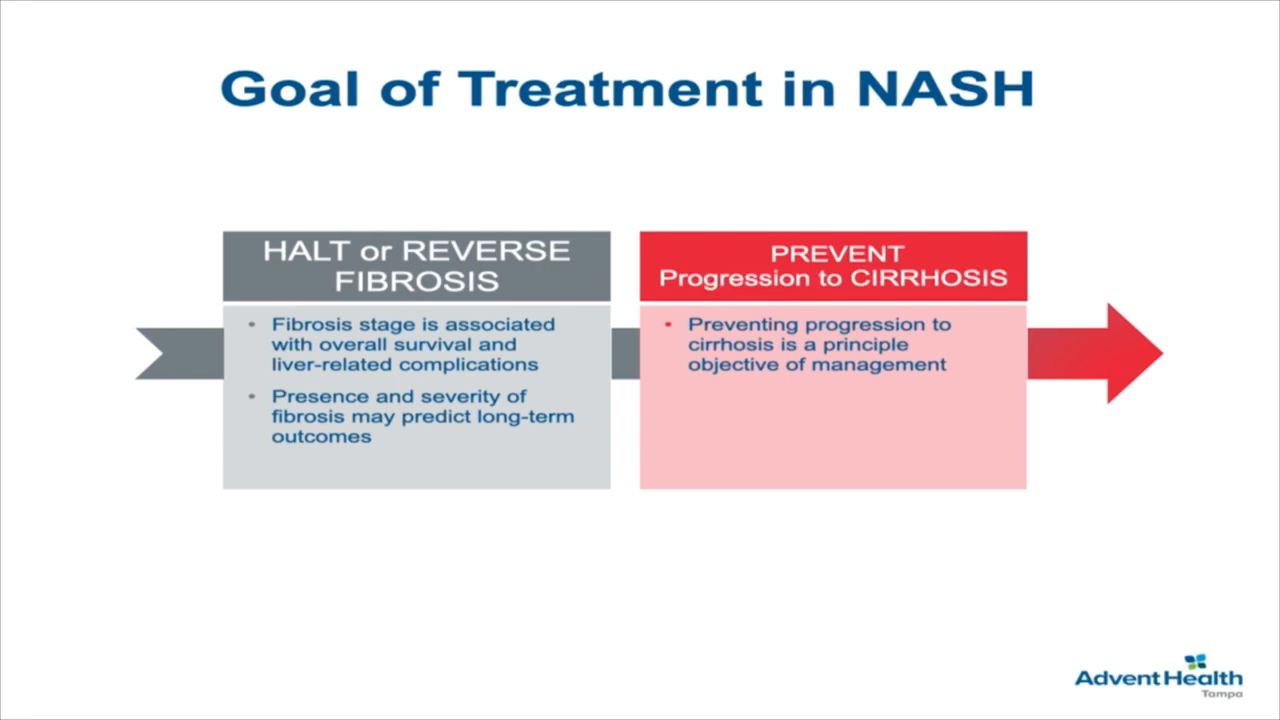 Goal of Treatment in NASH
HALT or REVERSE
FIBROSIS
• Fibrosis stage is associated
with overall survival and
liver-related complications
• Presence and severity of
fibrosis may predict long-term
outcomes
PREVENT
Progression to CIRRHOSIS
• Preventing progression to
cirrhosis is a principle
objective of management
AdventHealth
Tampa